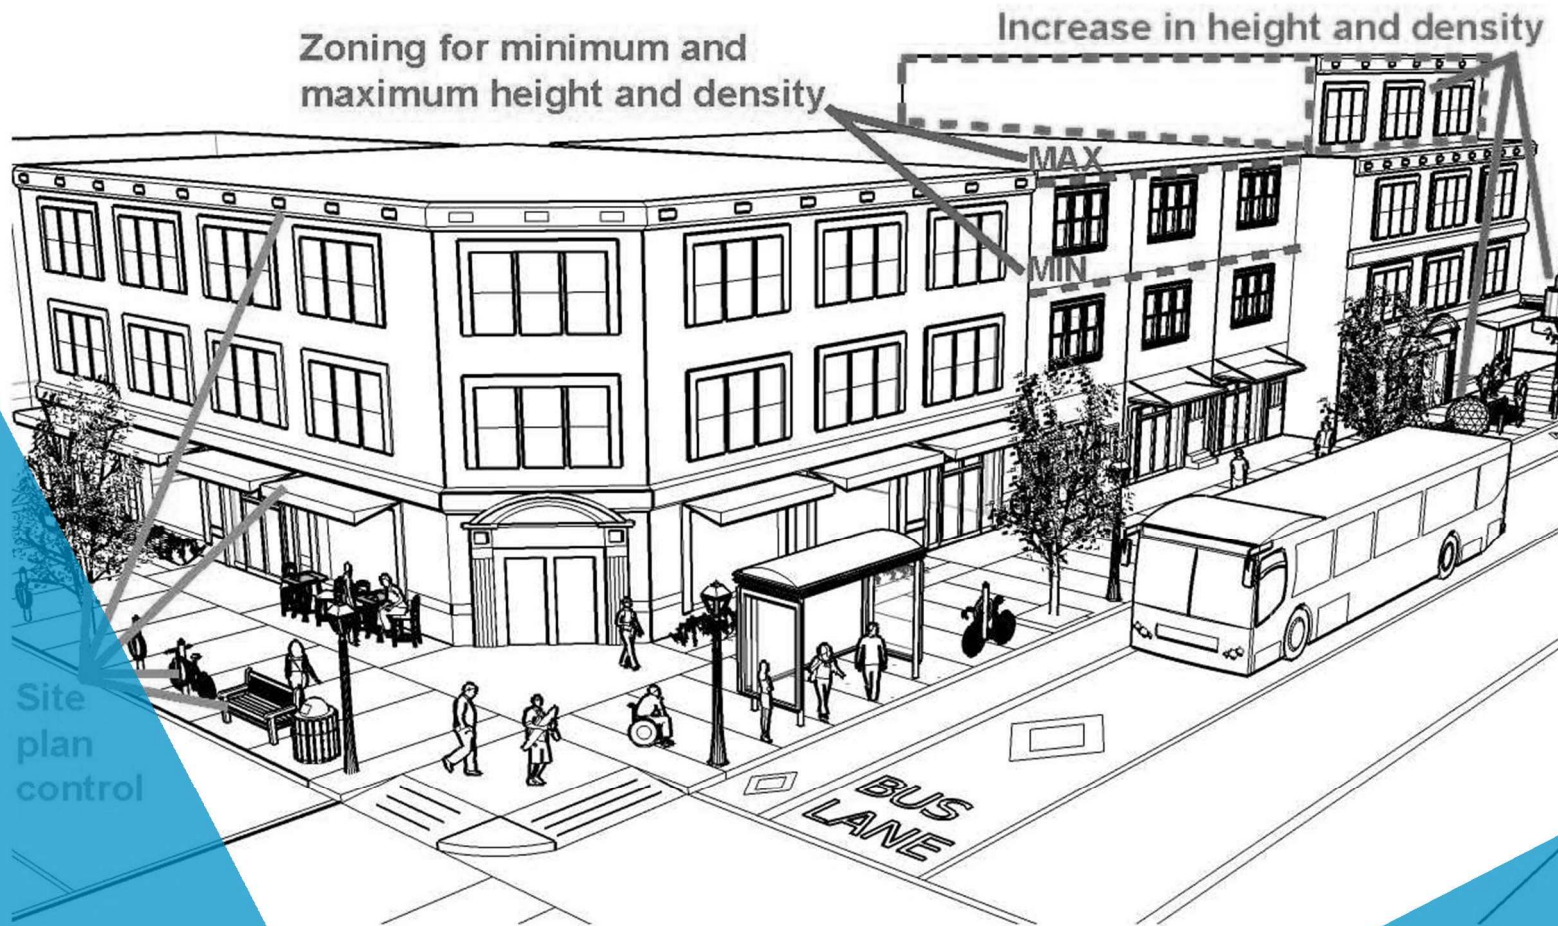 Increase in height and density
Zoning for minimum and
maximum height and density
MAX
MIN
Site
plan
control
BUS
LANE